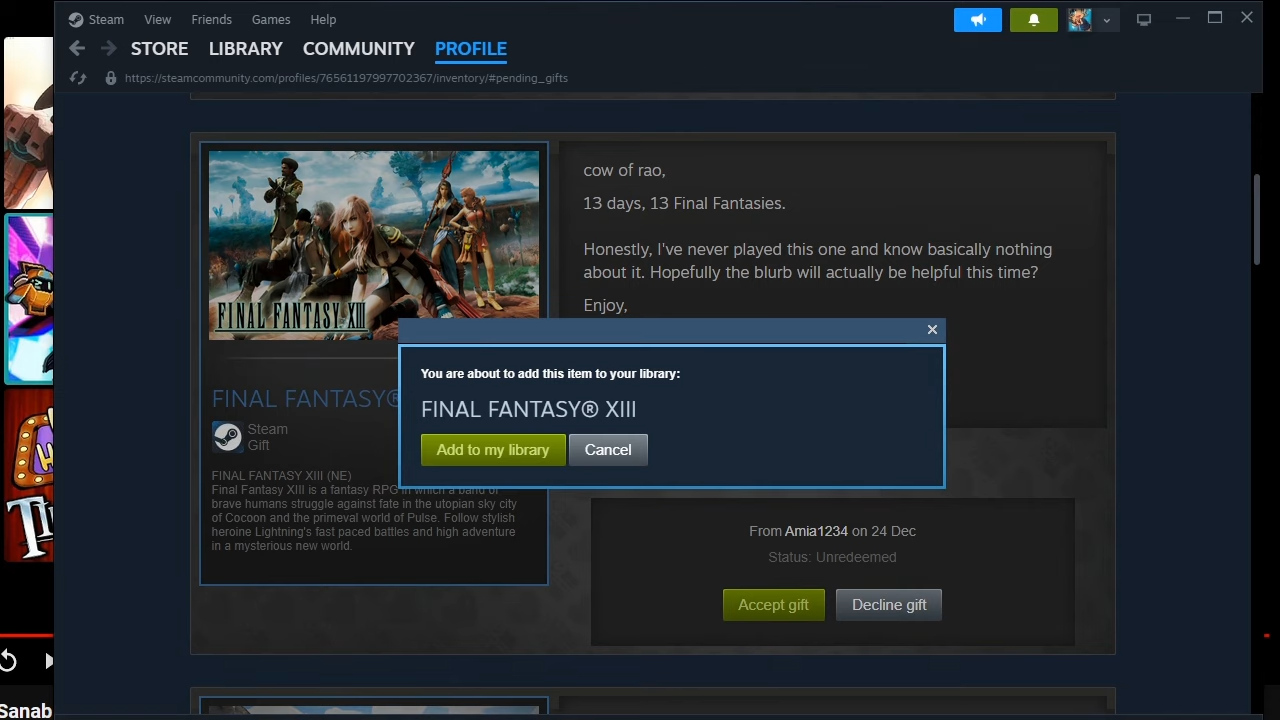 Steam View Friends Games Help
STORE LIBRARY COMMUNITY PROFILE
https://steamcommunity.com/profiles/76561197997702367/inventory/#pending_gifts
FINAL FANTASY XIII
cow of rao,
13 days, 13 Final Fantasies.
Honestly, I've never played this one and know basically nothing
about it. Hopefully the blurb will actually be helpful this time?
Enjoy,
You are about to add this item to your library:
FINAL FANTASY® XIII
Add to my library Cancel
FINAL FANTASY®
Steam
Gift
FINAL FANTASY XIII (NE)
Final Fantasy XIII is a fantasy RPG in which a band of
brave humans struggle against fate in the utopian sky city
of Cocoon and the primeval world of Pulse. Follow stylish
heroine Lightning's fast paced battles and high adventure
in a mysterious new world.
From Amia1234 on 24 Dec
Status: Unredeemed
Accept gift Decline gift
Sanab